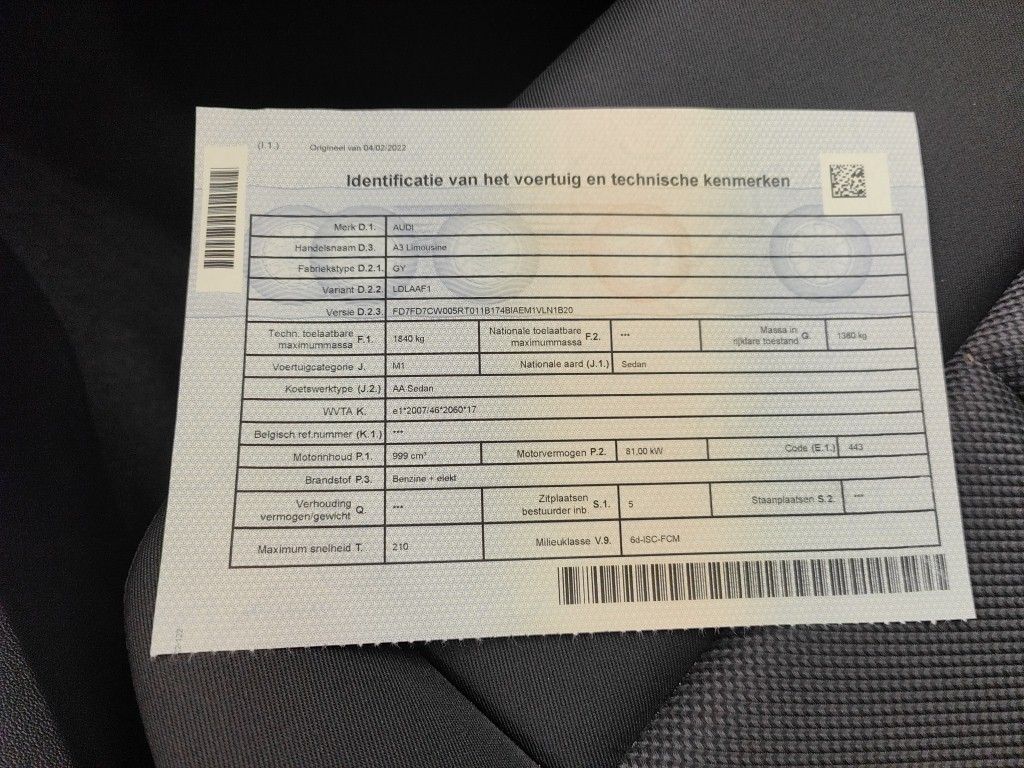 (I.1.) Origineel van 04/02/2022
Identificatie van het voertuig en technische kenmerken
Merk D.1. AUDI
Handelsnaam D.3. A3 Limousine
Fabriekstype D.2.1. GY
Variant D.2.2. LDLAAF1
Versie D.2.3. FD7FD7CW005RT011B174BIAEM1VLN1B20
Techn. toelaatbare maximummassa F.1. 1840 kg Nationale toelaatbare maximummassa F.2. *** Massa in rijklare toestand G. 1360 kg
Voertuigcategorie J. M1 Nationale aard (J.1.) Sedan
Koetswerktype (J.2.) AA Sedan
WVTA K. e1*2007/46*2060*17
Belgisch ref.nummer (K.1.) ***
Motorinhoud P.1. 999 cm³ Motorvermogen P.2. 81,00 kW Code (E.1.) 443
Brandstof P.3. Benzine + elekt
Verhouding vermogen/gewicht Q. *** Zitplaatsen bestuurder inb S.1. 5 Staanplaatsen S.2. ***
Maximum snelheid T. 210 Milieuklasse V.9. 6d-ISC-FCM